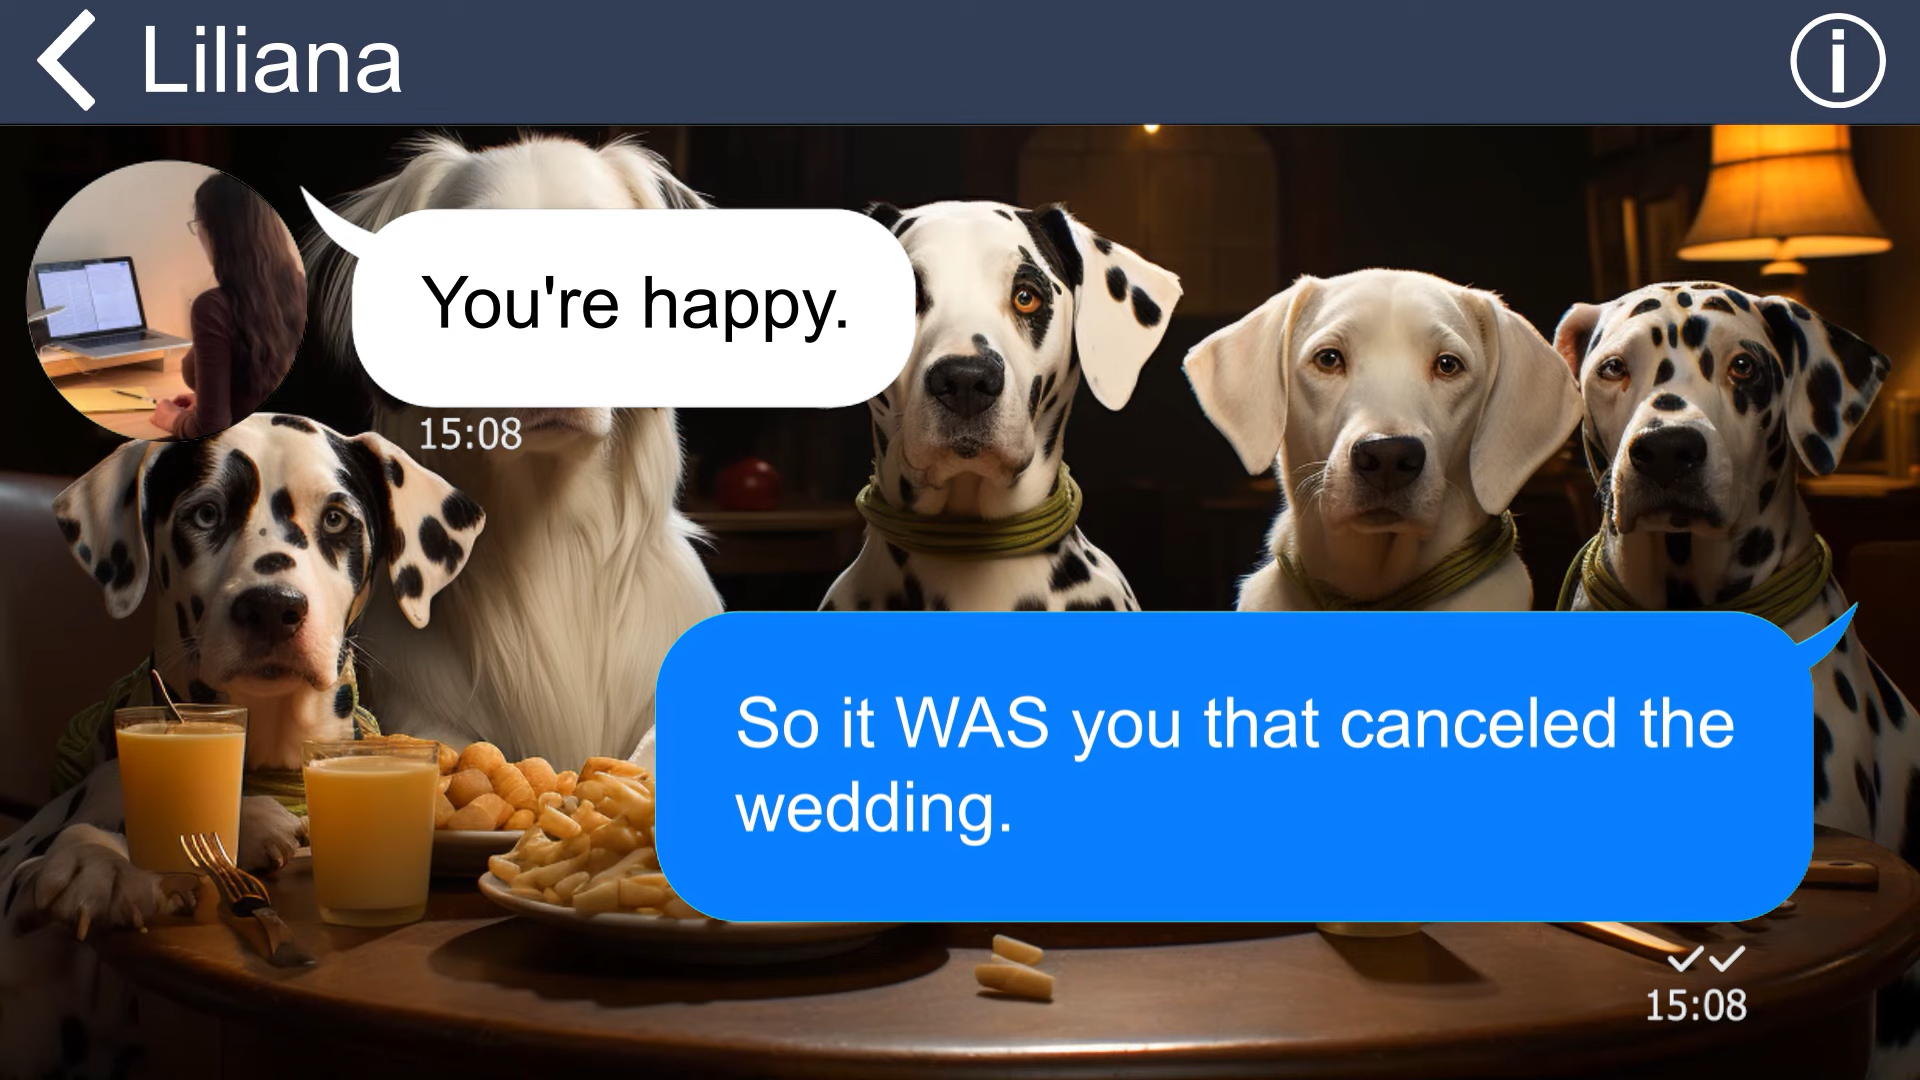 Liliana
You're happy.
15:08
So it WAS you that canceled the
wedding.
15:08